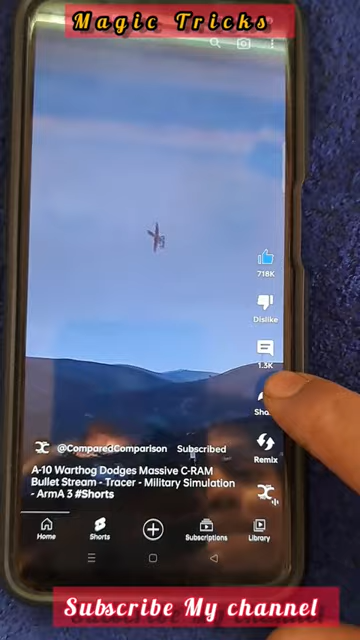 Magic Tricks
718K
Dislike
1.3K
Sha
Remix
@ComparedComparison Subscribed
A-10 Warthog Dodges Massive C-RAM
Bullet Stream - Tracer - Military Simulation
- ArmA 3 #Shorts
Home
Shorts
Subscriptions
Library
Subscribe My channel